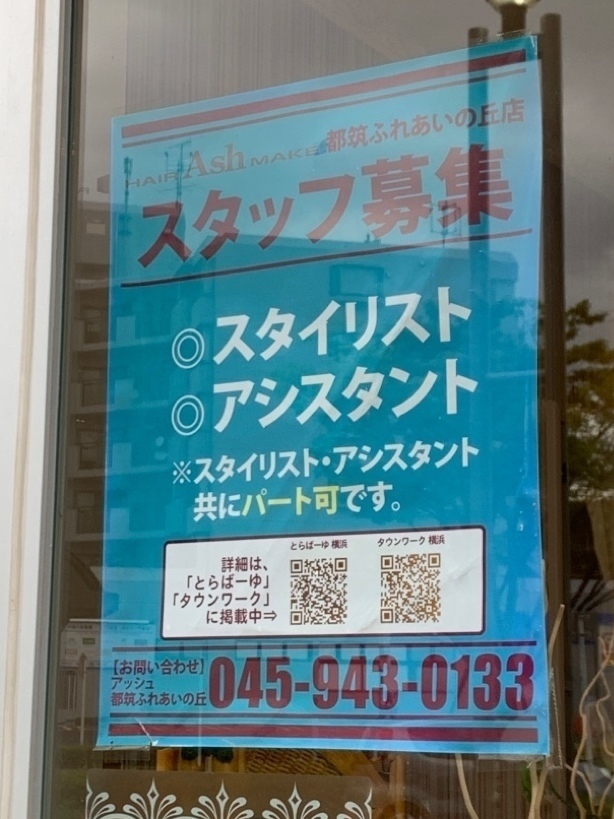 都筑ふれあいの丘店
HAIR Ash MAKE
スタッフ募集
◎スタイリスト
◎アシスタント
※スタイリスト・アシスタント
共にパート可です。
とらばーゆ 横浜
タウンワーク 横浜
詳細は、
「とらばーゆ」
「タウンワーク」
に掲載中⇒
【お問い合わせ】
アッシュ
都筑ふれあいの丘
045-943-0133